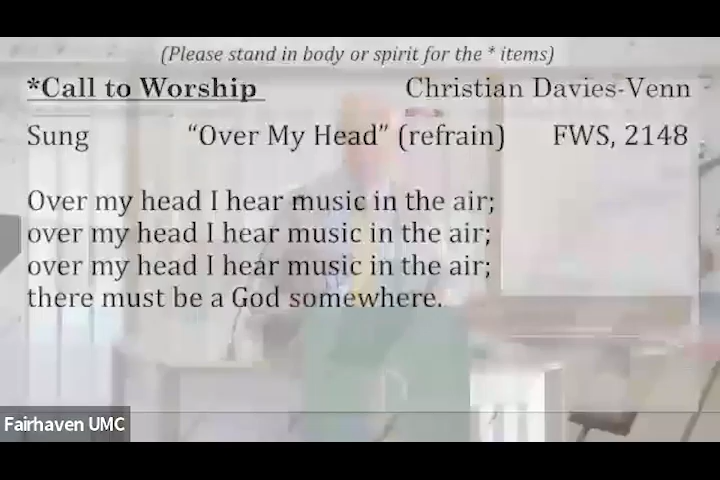 (Please stand in body or spirit for the * items)
*Call to Worship Christian Davies-Venn
Sung "Over My Head" (refrain) FWS, 2148
Over my head I hear music in the air;
over my head I hear music in the air;
over my head I hear music in the air;
there must be a God somewhere.
Fairhaven UMC